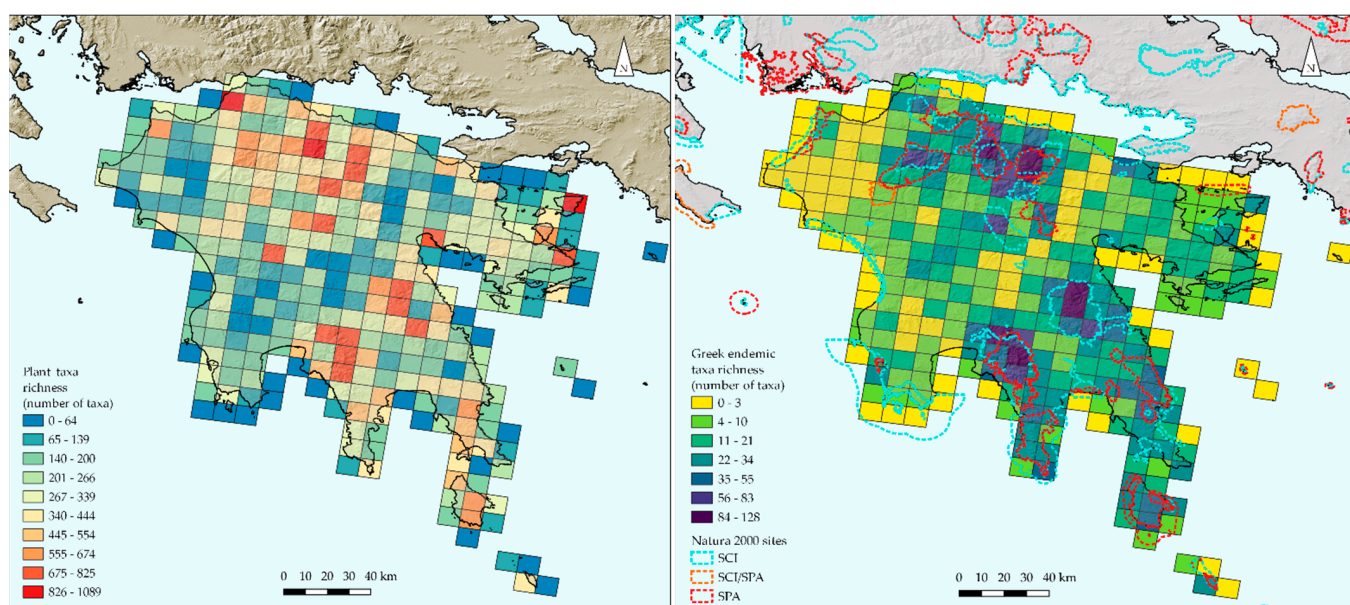 N
Plant taxa
richness
(number of taxa)
0 - 64
65 - 139
140 - 200
201 - 266
267 - 339
340 - 444
445 - 554
555 - 674
675 - 825
826 - 1089
0 10 20 30 40 km
N
Greek endemic
taxa richness
(number of taxa)
0 - 3
4 - 10
11 - 21
22 - 34
35 - 55
56 - 83
84 - 128
Natura 2000 sites
SCI
SCI/SPA
SPA
0 10 20 30 40 km